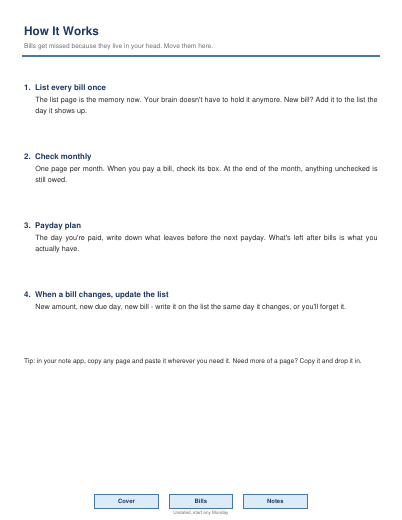 How It Works
Bills get missed because they live in your head. Move them here.
1. List every bill once
The list page is the memory now. Your brain doesn't have to hold it anymore. New bill? Add it to the list the
day it shows up.
2. Check monthly
One page per month. When you pay a bill, check its box. At the end of the month, anything unchecked is
still owed.
3. Payday plan
The day you're paid, write down what leaves before the next payday. What's left after bills is what you
actually have.
4. When a bill changes, update the list
New amount, new due day, new bill - write it on the list the same day it changes, or you'll forget it.
Tip: in your note app, copy any page and paste it wherever you need it. Need more of a page? Copy it and drop it in.
Cover Bills Notes
Undated, start any Monday